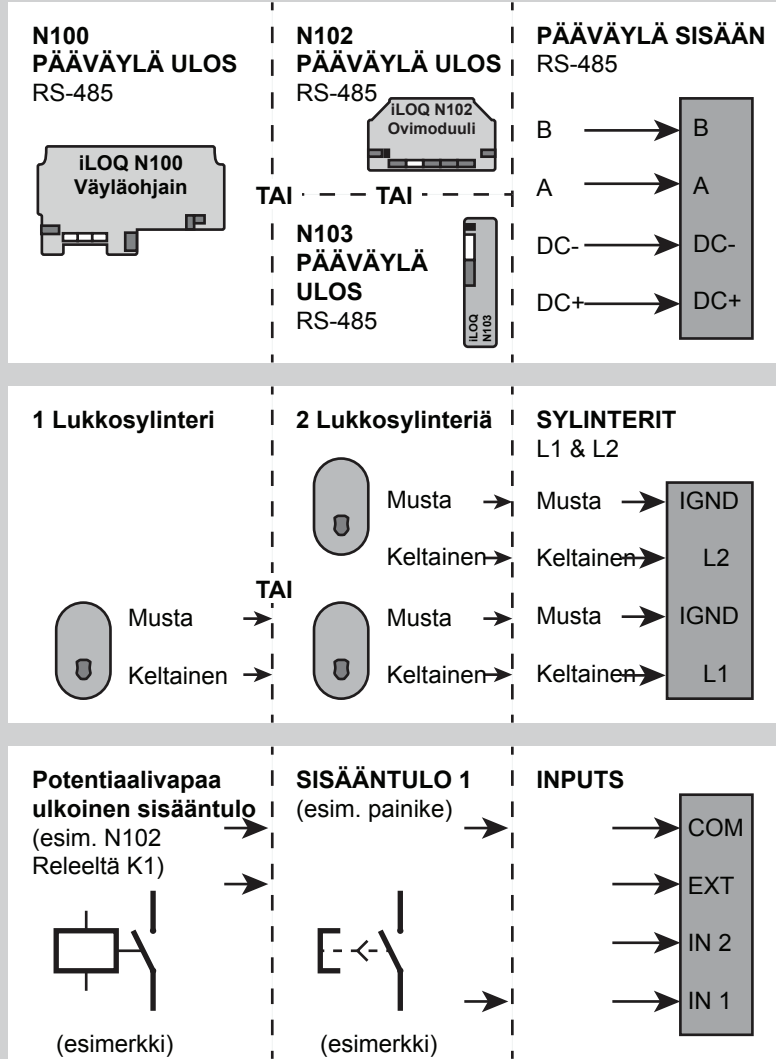 N100
PÄÄVÄYLÄ ULOS
RS-485
iLOQ N100
Väyläohjain
TAI
N102
PÄÄVÄYLÄ ULOS
RS-485
iLOQ N102
Ovimoduuli
TAI
N103
PÄÄVÄYLÄ
ULOS
RS-485
iLOQ
N103
PÄÄVÄYLÄ SISÄÄN
RS-485
B
B
A
A
DC-
DC-
DC+
DC+
1 Lukkosylinteri
Musta
Keltainen
TAI
2 Lukkosylinteriä
Musta
Keltainen
Musta
Keltainen
SYLINTERIT
L1 & L2
Musta
IGND
Keltainen
L2
Musta
IGND
Keltainen
L1
Potentiaalivapaa
ulkoinen sisääntulo
(esim. N102
Releeltä K1)
(esimerkki)
SISÄÄNTULO 1
(esim. painike)
(esimerkki)
INPUTS
COM
EXT
IN 2
IN 1